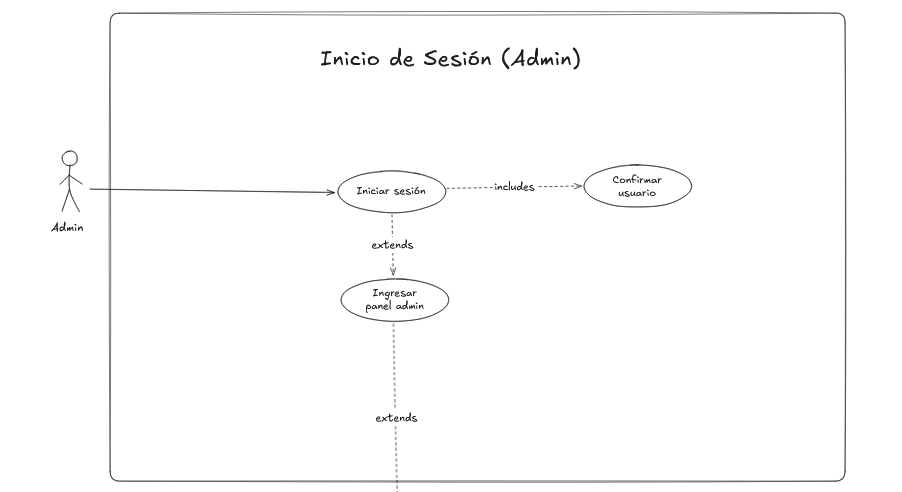 Inicio de Sesión (Admin)
Admin
Iniciar sesión
includes
Confirmar
usuario
extends
Ingresar
panel admin
extends